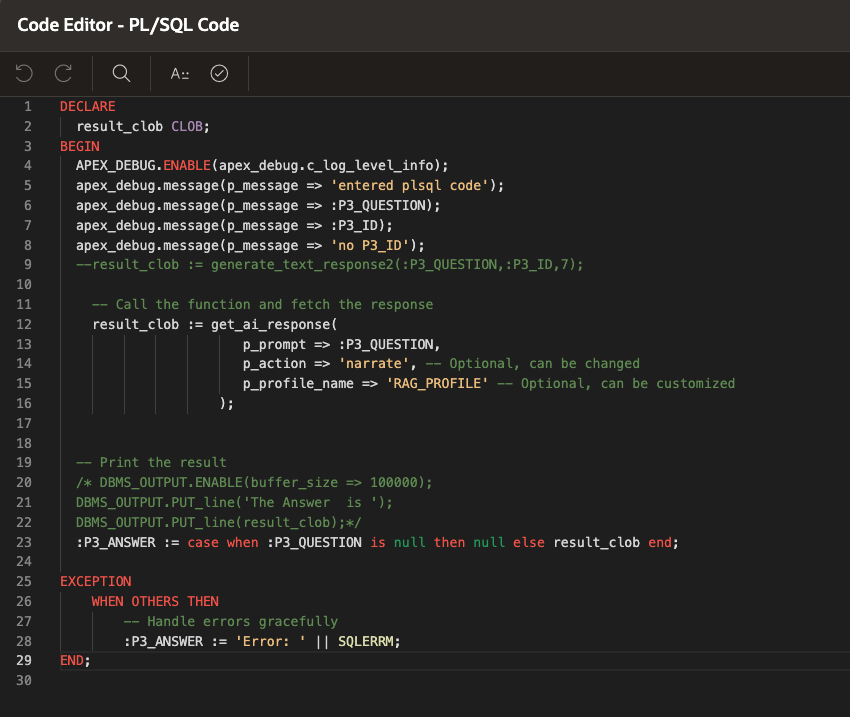 Code Editor - PL/SQL Code
A
1 DECLARE
2 result_clob CLOB;
3 BEGIN
4 APEX_DEBUG.ENABLE(apex_debug.c_log_level_info);
5 apex_debug.message(p_message => 'entered plsql code');
6 apex_debug.message(p_message => :P3_QUESTION);
7 apex_debug.message(p_message => :P3_ID);
8 apex_debug.message(p_message => 'no P3_ID');
9 --result_clob := generate_text_response2(:P3_QUESTION,:P3_ID,7);
10
11 -- Call the function and fetch the response
12 result_clob := get_ai_response(
13 p_prompt => :P3_QUESTION,
14 p_action => 'narrate', -- Optional, can be changed
15 p_profile_name => 'RAG_PROFILE' -- Optional, can be customized
16 );
17
18
19 -- Print the result
20 /* DBMS_OUTPUT.ENABLE(buffer_size => 100000);
21 DBMS_OUTPUT.PUT_line('The Answer  is ');
22 DBMS_OUTPUT.PUT_line(result_clob);*/
23 :P3_ANSWER := case when :P3_QUESTION is null then null else result_clob end;
24
25 EXCEPTION
26 WHEN OTHERS THEN
27 -- Handle errors gracefully
28 :P3_ANSWER := 'Error: ' || SQLERRM;
29 END;
30